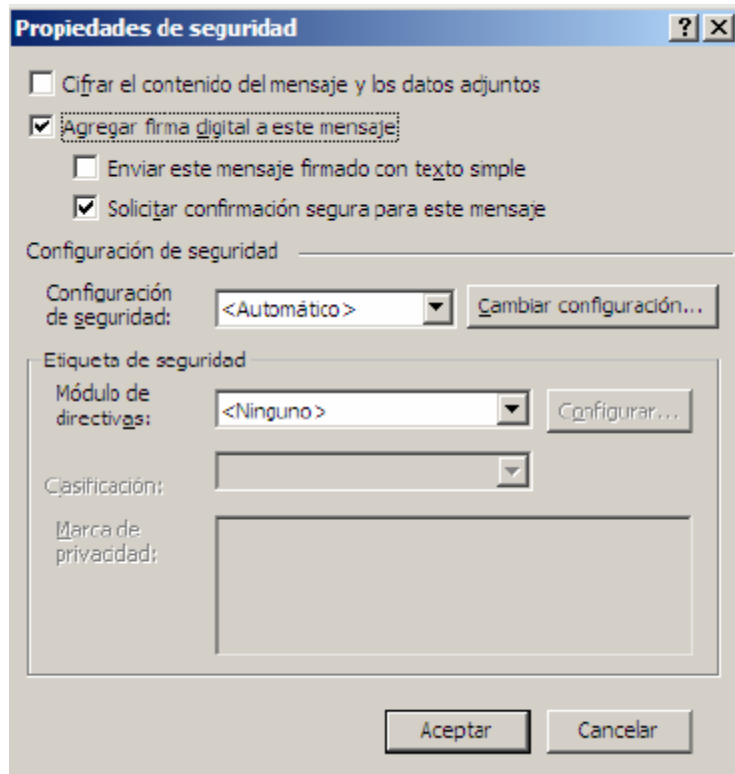 Propiedades de seguridad
Cifrar el contenido del mensaje y los datos adjuntos
Agregar firma digital a este mensaje
Enviar este mensaje firmado con texto simple
Solicitar confirmación segura para este mensaje
Configuración de seguridad
Configuración
de seguridad:
<Automático>
Cambiar configuración...
Etiqueta de seguridad
Módulo de
directivas:
<Ninguno>
Configurar...
Clasificación:
Marca de
privacidad:
Aceptar
Cancelar